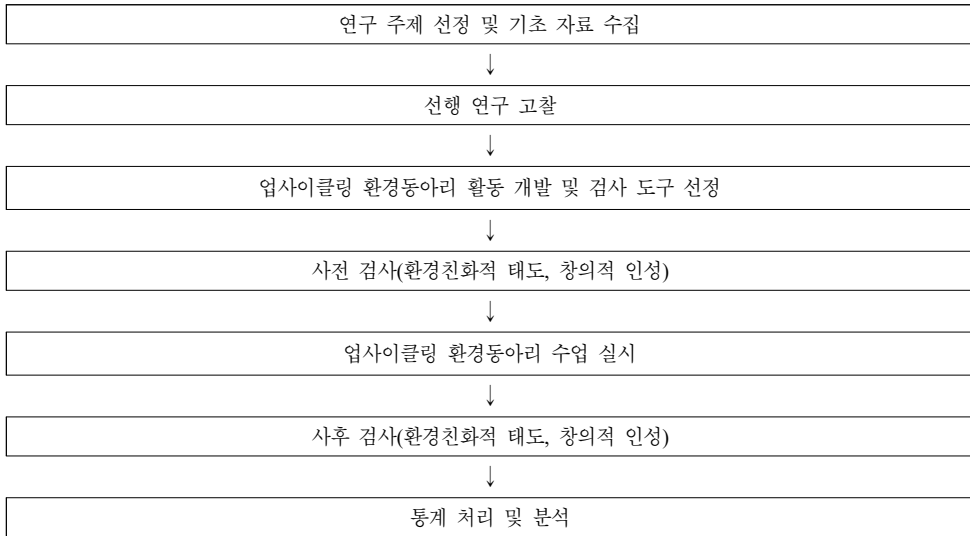 연구 주제 선정 및 기초 자료 수집
↓
선행 연구 고찰
↓
업사이클링 환경동아리 활동 개발 및 검사 도구 선정
↓
사전 검사(환경친화적 태도, 창의적 인성)
↓
업사이클링 환경동아리 수업 실시
↓
사후 검사(환경친화적 태도, 창의적 인성)
↓
통계 처리 및 분석